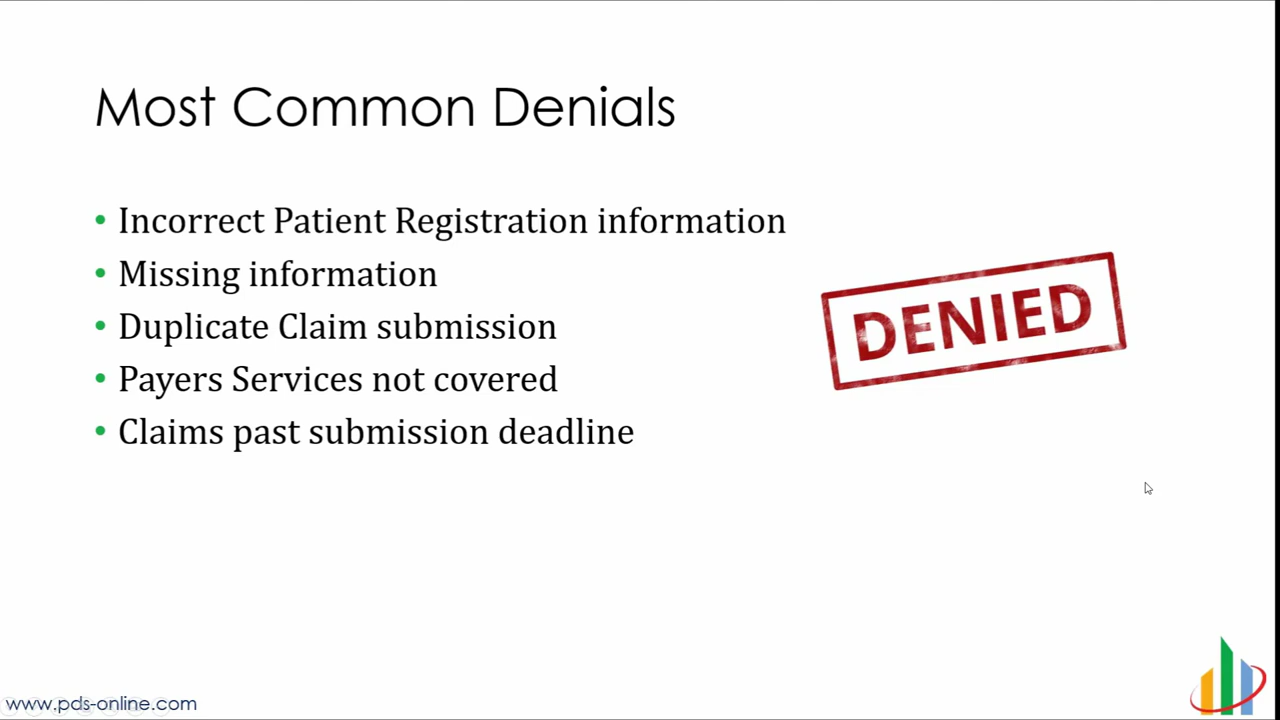 Most Common Denials
• Incorrect Patient Registration information
• Missing information
• Duplicate Claim submission
• Payers Services not covered
• Claims past submission deadline
DENIED
www.pds-online.com